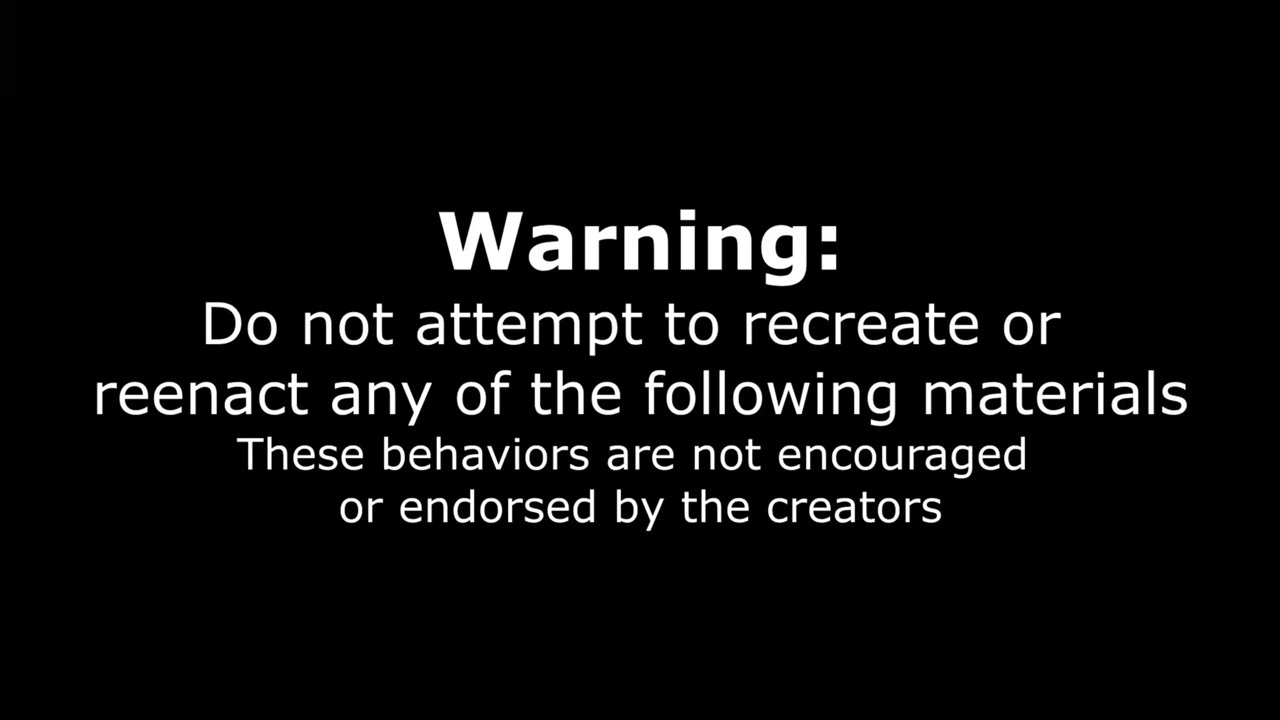 Warning:
Do not attempt to recreate or
reenact any of the following materials
These behaviors are not encouraged
or endorsed by the creators